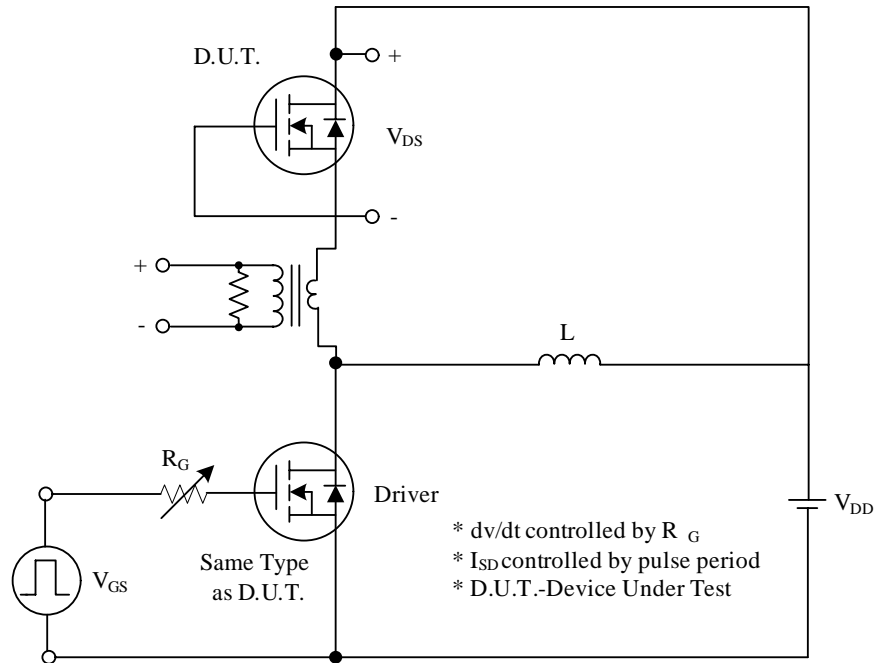 D.U.T.
+
VDS
-
+
-
L
RG
Driver
VDD
VGS
Same Type
as D.U.T.
* dv/dt controlled by R G
* ISD controlled by pulse period
* D.U.T.-Device Under Test